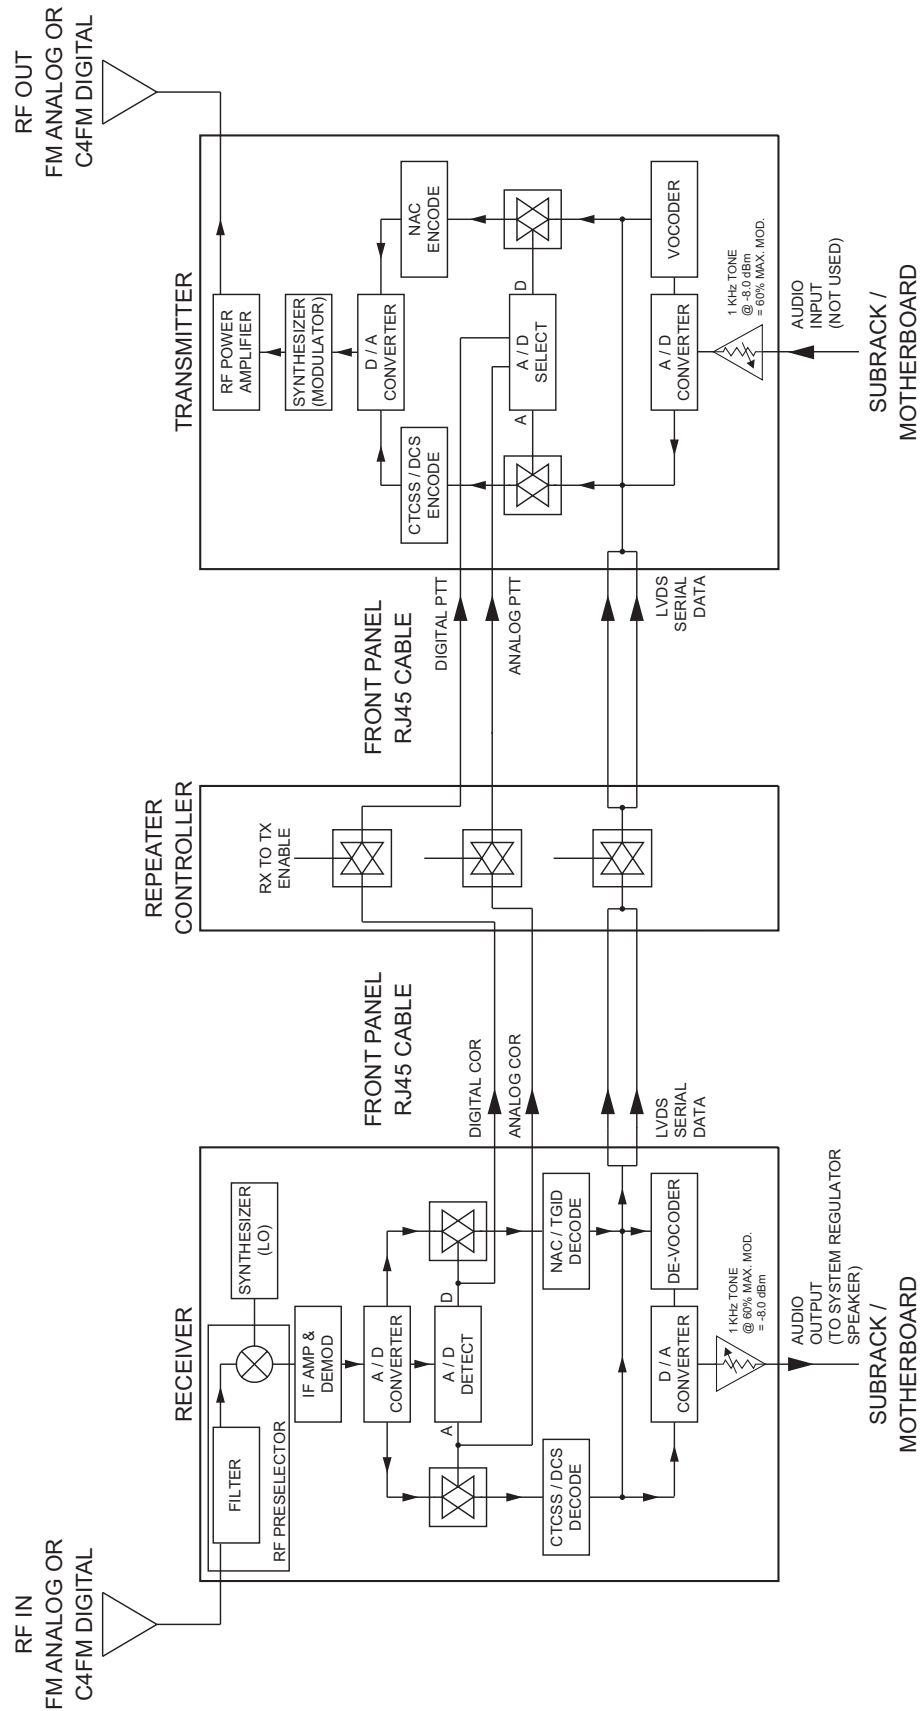 RF IN
FM ANALOG OR
C4FM DIGITAL
RECEIVER
FILTER
RF PRESELECTOR
SYNTHESIZER
(LO)
IF AMP &
DEMOD
A / D
CONVERTER
A / D
DETECT
A
D
CTCSS / DCS
DECODE
NAC / TGID
DECODE
D / A
CONVERTER
DE-VOCODER
1 KHz TONE
@ 60% MAX. MOD.
= -8.0 dBm
AUDIO
OUTPUT
(TO SYSTEM REGULATOR
SPEAKER)
SUBRACK /
MOTHERBOARD
FRONT PANEL
RJ45 CABLE
DIGITAL COR
ANALOG COR
LVDS
SERIAL
DATA
REPEATER
CONTROLLER
RX TO TX
ENABLE
FRONT PANEL
RJ45 CABLE
DIGITAL PTT
ANALOG PTT
LVDS
SERIAL
DATA
RF OUT
FM ANALOG OR
C4FM DIGITAL
TRANSMITTER
RF POWER
AMPLIFIER
SYNTHESIZER
(MODULATOR)
D / A
CONVERTER
CTCSS / DCS
ENCODE
NAC
ENCODE
A / D
SELECT
A
D
A / D
CONVERTER
VOCODER
1 KHz TONE
@ -8.0 dBm
= 60% MAX. MOD.
AUDIO
INPUT
(NOT USED)
SUBRACK /
MOTHERBOARD